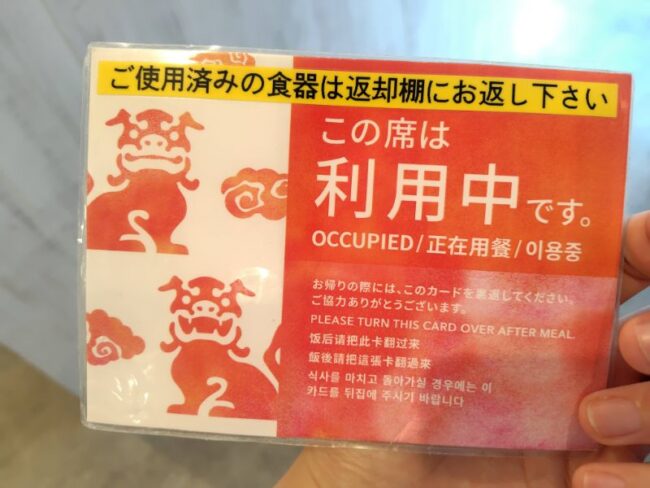 ご使用済みの食器は返却棚にお返し下さい
この席は
利用中です。
OCCUPIED/正在用餐/이용중
お帰りの際には、このカードを裏返してください。
ご協力ありがとうございます。
PLEASE TURN THIS CARD OVER AFTER MEAL.
饭后请把此卡翻过来
飯後請把這張卡翻過來
식사를 마치고 돌아가실 경우에는 이
카드를 뒤집에 주시기 바랍니다